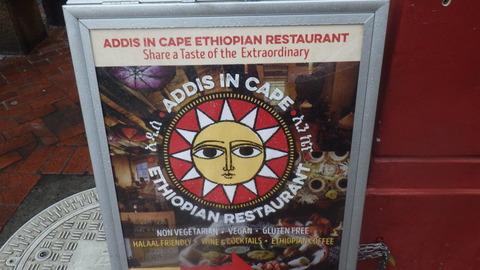 ADDIS IN CAPE ETHIOPIAN RESTAURANT
Share a Taste of the Extraordinary
ADDIS IN CAPE
አዲስ
ETHIOPIAN RESTAURANT
NON VEGETARIAN • VEGAN • GLUTEN FREE
HALAAL FRIENDLY • WINE & COCKTAILS • ETHIOPIAN COFFEE